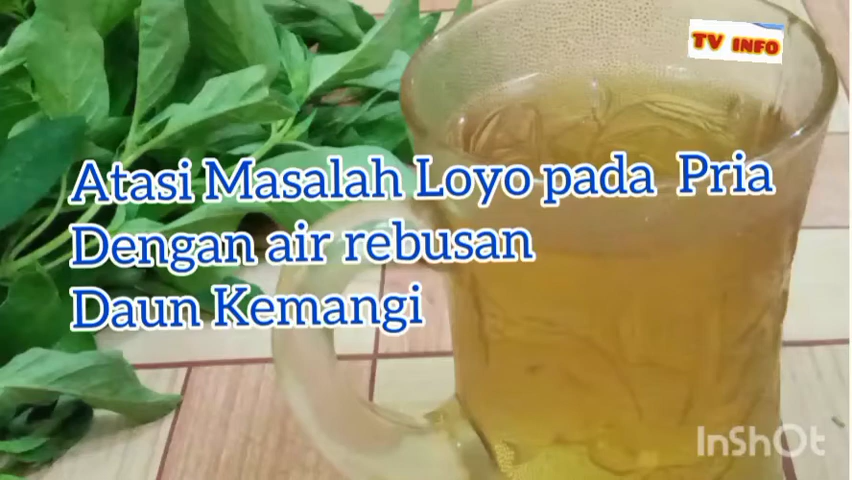 TV INFO
Atasi Masalah Loyo pada Pria
Dengan air rebusan
Daun Kemangi
InShOt